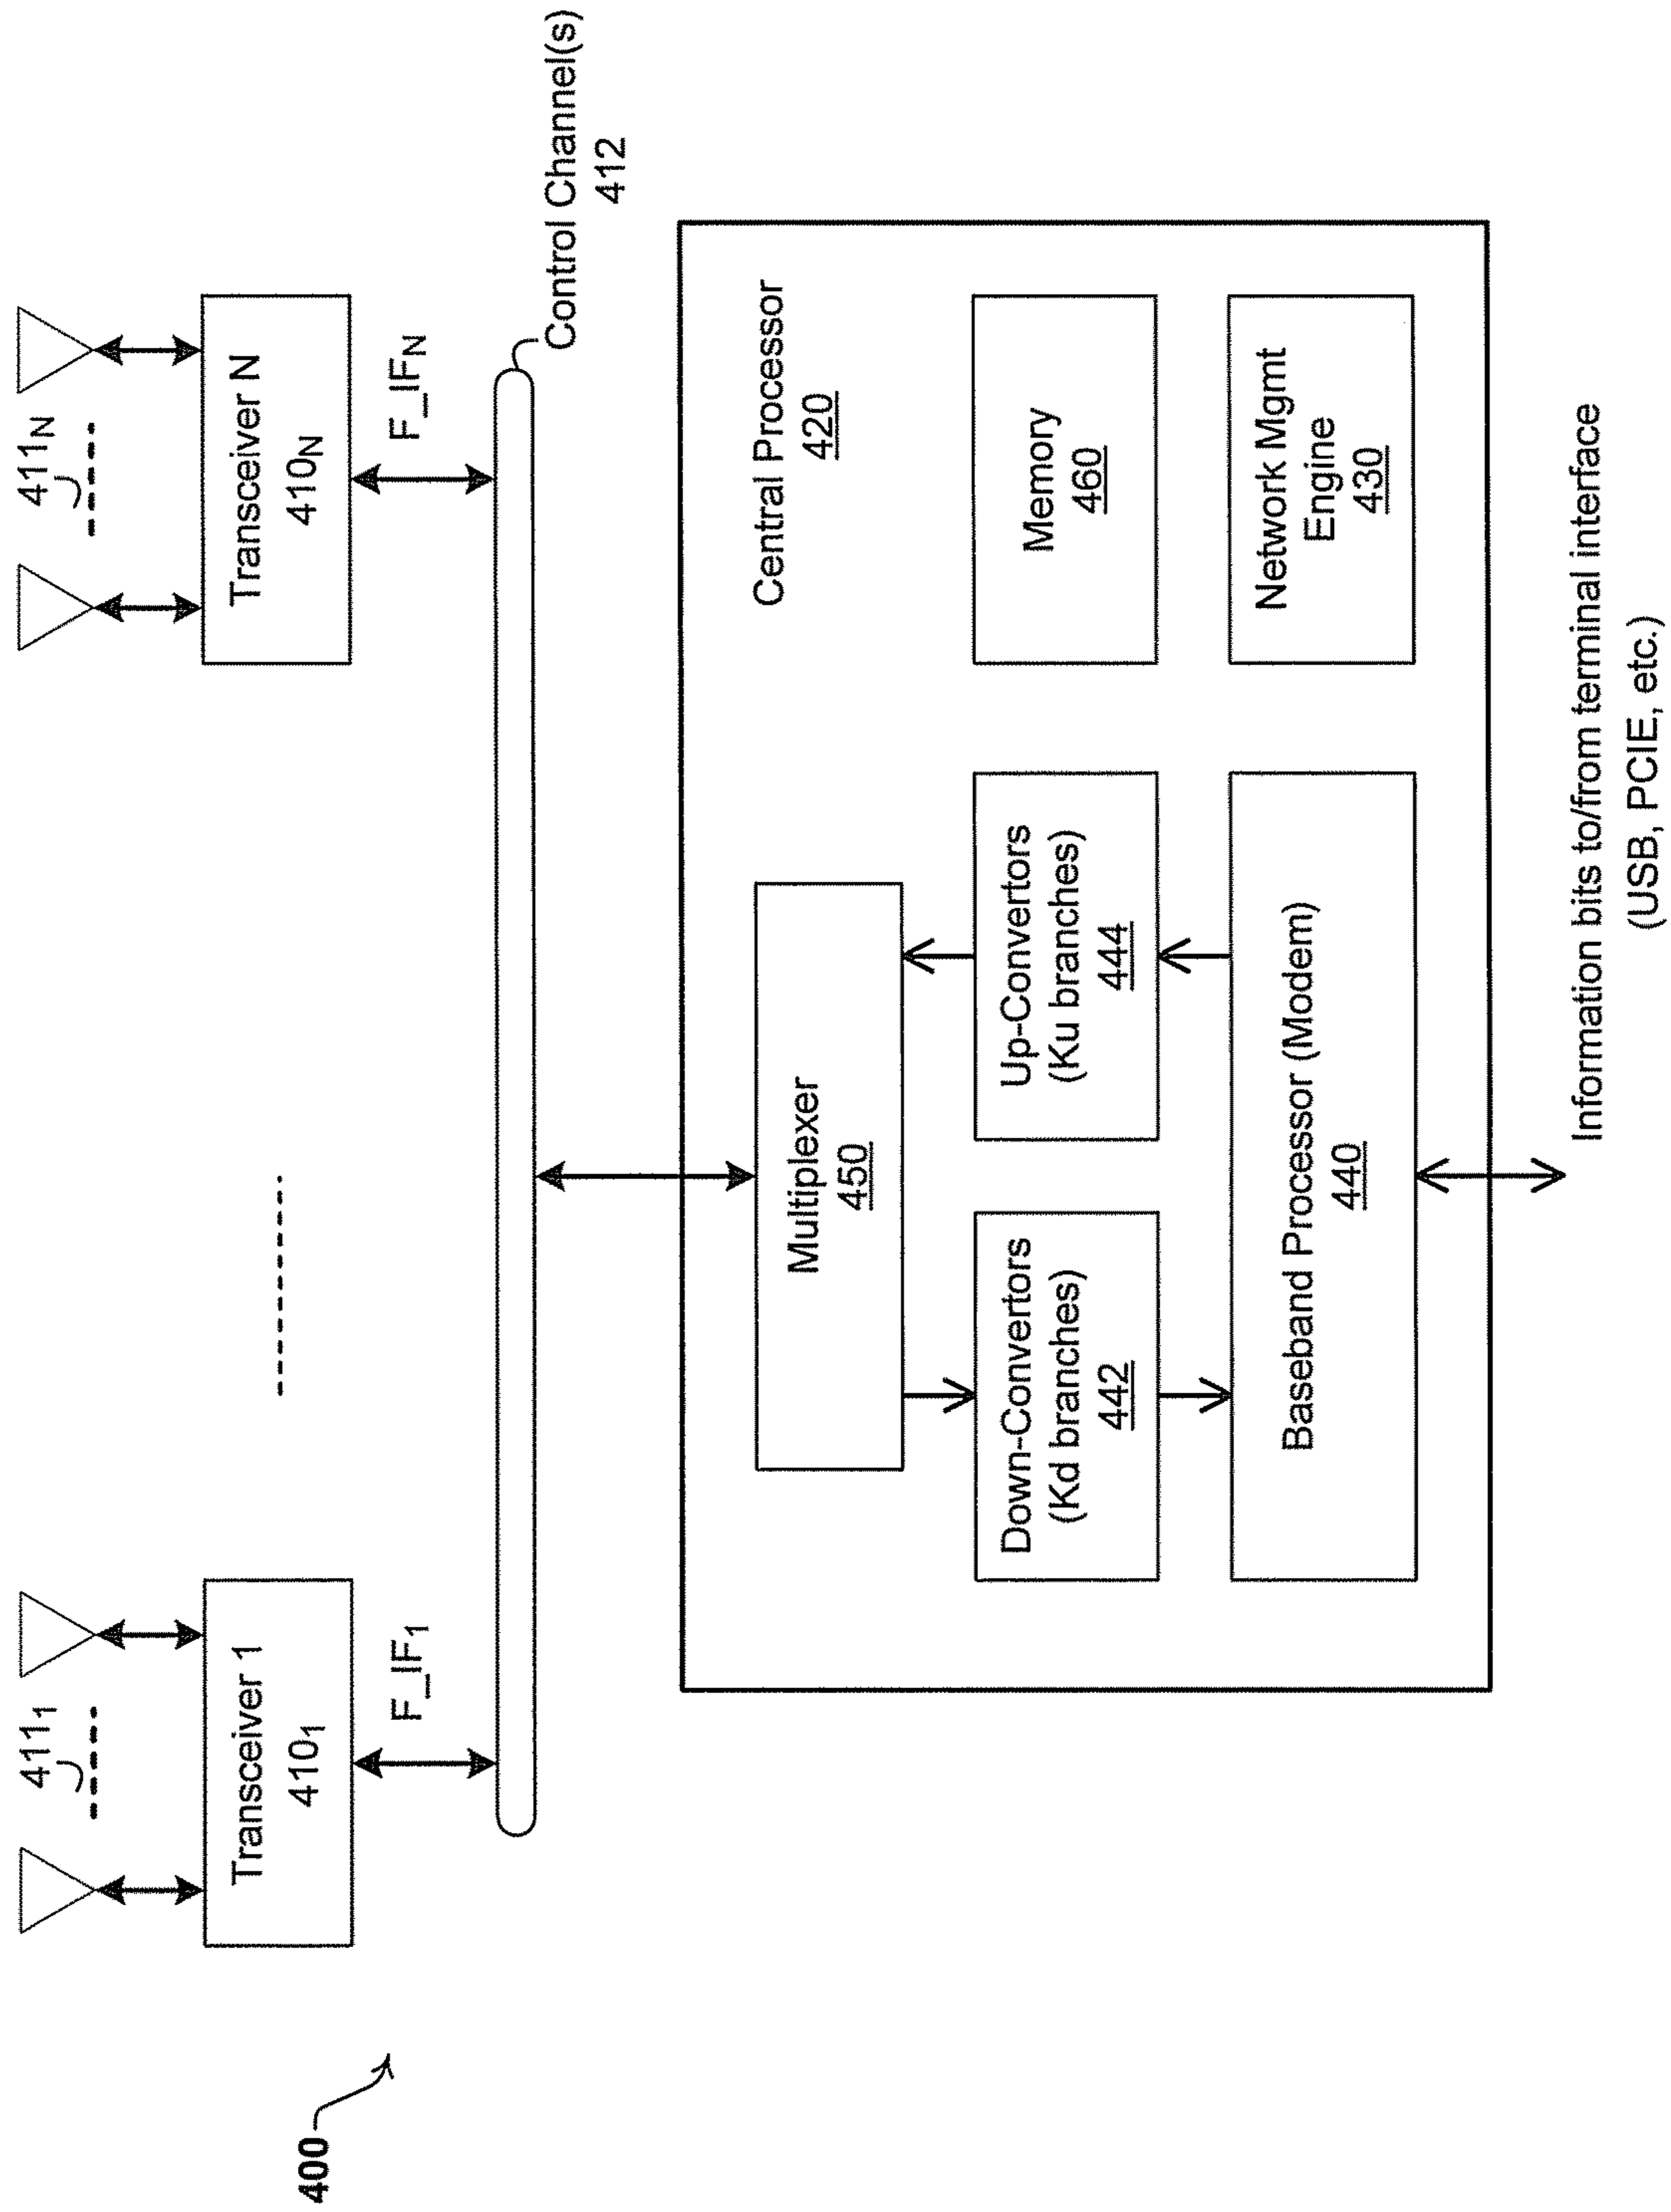 400
411₁
411N
Transceiver 1
410₁
Transceiver N
410N
F_IF₁
F_IFN
Control Channel(s)
412
Central Processor
420
Multiplexer
450
Down-Convertors
(Kd branches)
442
Up-Convertors
(Ku branches)
444
Memory
460
Baseband Processor (Modem)
440
Network Mgmt
Engine
430
Information bits to/from terminal interface
(USB, PCIE, etc.)